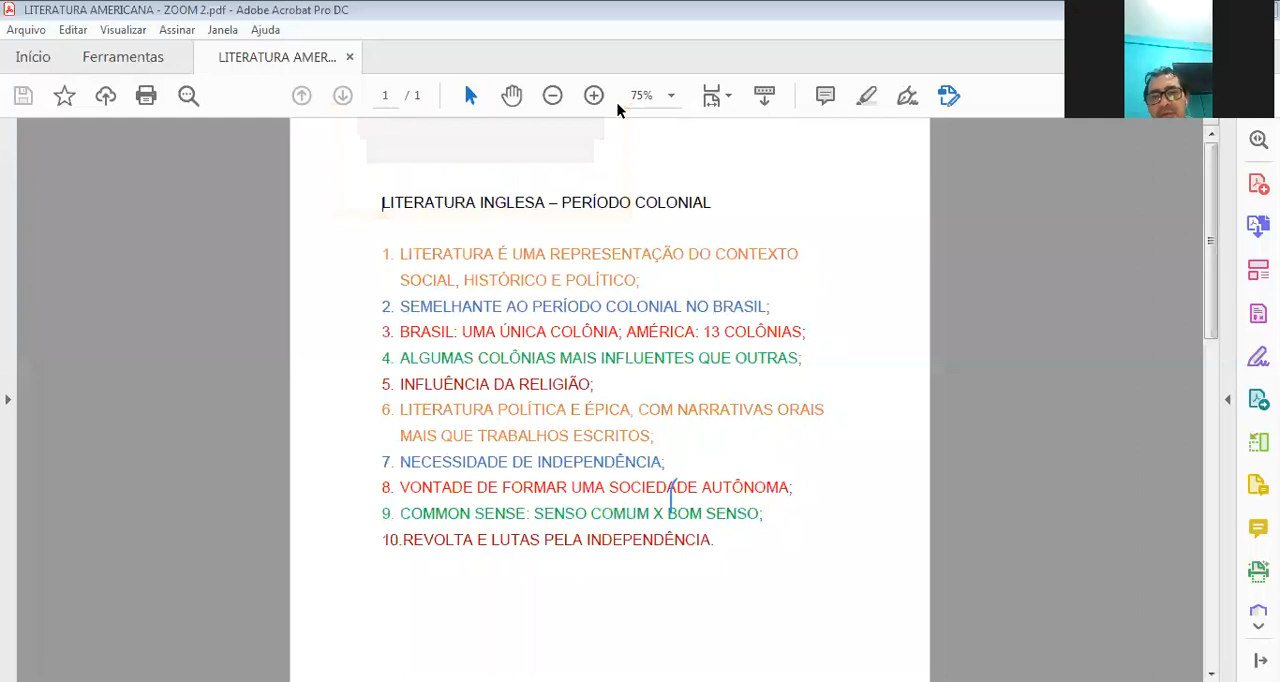 LITERATURA AMERICANA - ZOOM 2.pdf - Adobe Acrobat Pro DC
Arquivo Editar Visualizar Assinar Janela Ajuda
Início Ferramentas LITERATURA AMER... ×
1 / 1 75%
LITERATURA INGLESA – PERÍODO COLONIAL
1. LITERATURA É UMA REPRESENTAÇÃO DO CONTEXTO
SOCIAL, HISTÓRICO E POLÍTICO;
2. SEMELHANTE AO PERÍODO COLONIAL NO BRASIL;
3. BRASIL: UMA ÚNICA COLÔNIA; AMÉRICA: 13 COLÔNIAS;
4. ALGUMAS COLÔNIAS MAIS INFLUENTES QUE OUTRAS;
5. INFLUÊNCIA DA RELIGIÃO;
6. LITERATURA POLÍTICA E ÉPICA, COM NARRATIVAS ORAIS
MAIS QUE TRABALHOS ESCRITOS;
7. NECESSIDADE DE INDEPENDÊNCIA;
8. VONTADE DE FORMAR UMA SOCIEDADE AUTÔNOMA;
9. COMMON SENSE: SENSO COMUM X BOM SENSO;
10.REVOLTA E LUTAS PELA INDEPENDÊNCIA.